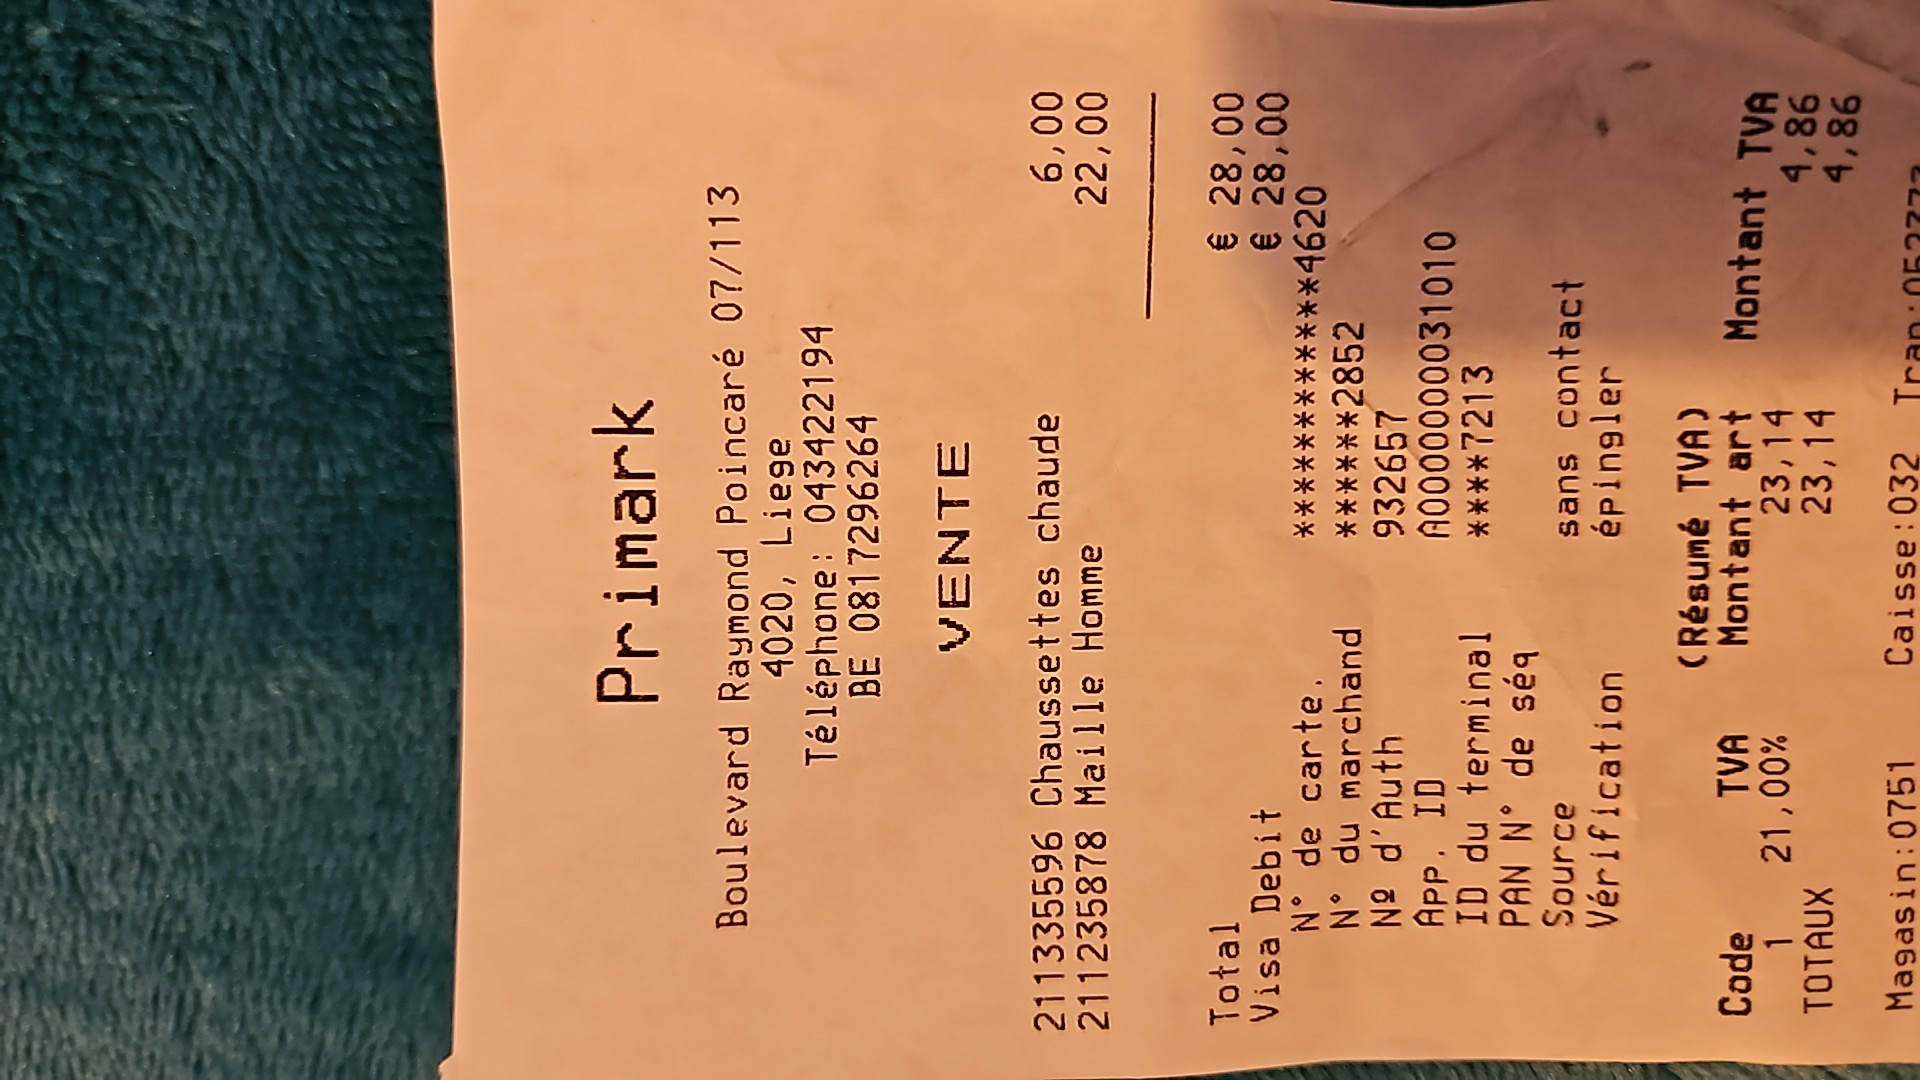 Primark
Boulevard Raymond Poincaré 07/113
4020, Liege
Téléphone: 043422194
BE 0817296264
VENTE
211335596 Chaussettes chaude 6,00
211235878 Maille Homme 22,00
Total € 28,00
Visa Debit € 28,00
N° de carte. ************4620
N° du marchand ******2852
Nº d'Auth 932657
App. ID A0000000031010
ID du terminal ****7213
PAN N° de séq
Source sans contact
Vérification épingler
(Résumé TVA)
Code TVA Montant art Montant TVA
1 21,00% 23,14 4,86
TOTAUX 23,14 4,86
Magasin:0751 Caisse:032